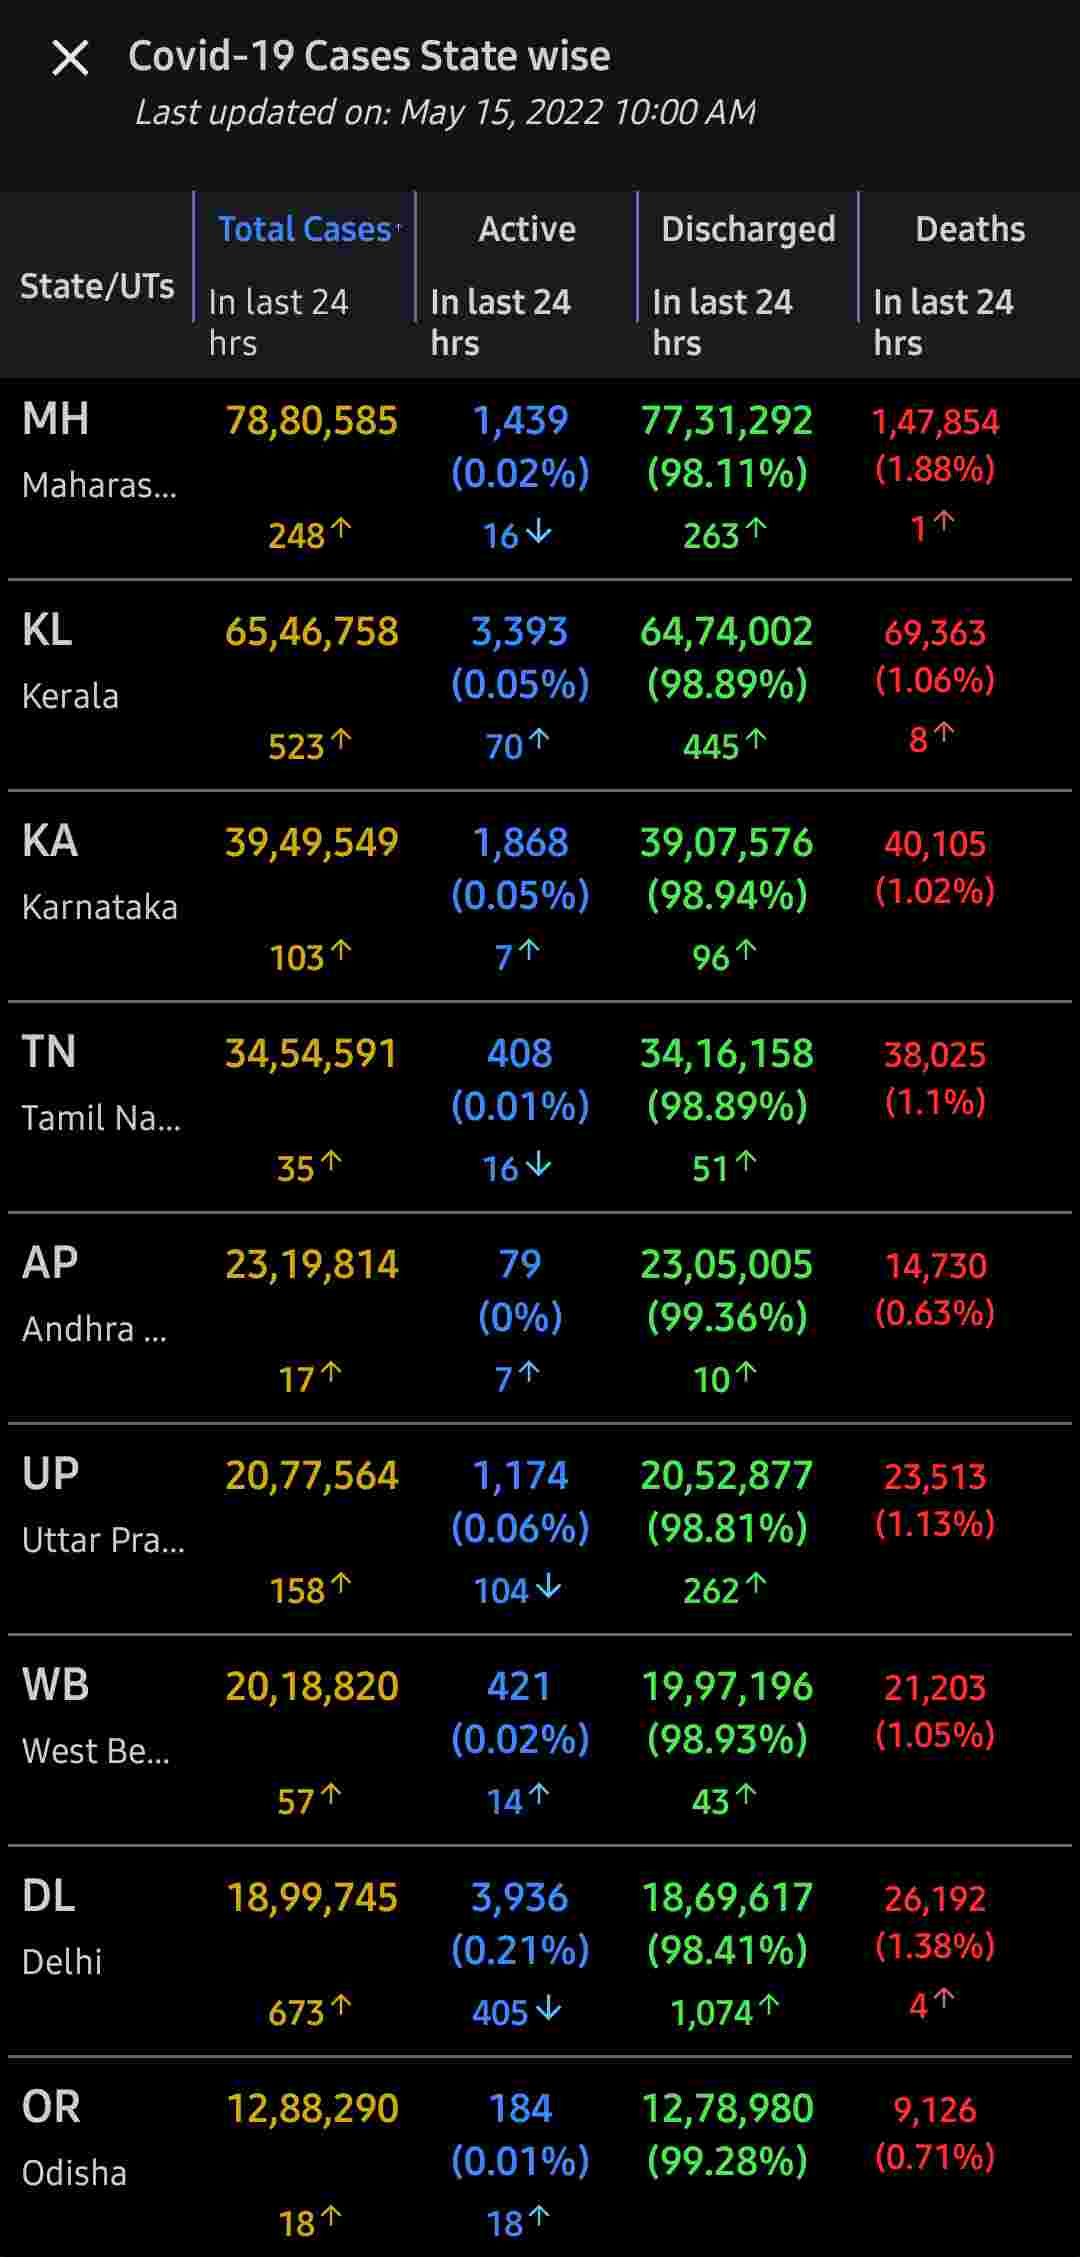 Covid-19 Cases State wise
Last updated on: May 15, 2022 10:00 AM
State/UTs
Total Cases↑ Active Discharged Deaths
In last 24 hrs In last 24 hrs In last 24 hrs In last 24 hrs
MH 78,80,585 1,439 77,31,292 1,47,854
Maharas... (0.02%) (98.11%) (1.88%)
248↑ 16↓ 263↑ 1↑
KL 65,46,758 3,393 64,74,002 69,363
Kerala (0.05%) (98.89%) (1.06%)
523↑ 70↑ 445↑ 8↑
KA 39,49,549 1,868 39,07,576 40,105
Karnataka (0.05%) (98.94%) (1.02%)
103↑ 7↑ 96↑
TN 34,54,591 408 34,16,158 38,025
Tamil Na... (0.01%) (98.89%) (1.1%)
35↑ 16↓ 51↑
AP 23,19,814 79 23,05,005 14,730
Andhra ... (0%) (99.36%) (0.63%)
17↑ 7↑ 10↑
UP 20,77,564 1,174 20,52,877 23,513
Uttar Pra... (0.06%) (98.81%) (1.13%)
158↑ 104↓ 262↑
WB 20,18,820 421 19,97,196 21,203
West Be... (0.02%) (98.93%) (1.05%)
57↑ 14↑ 43↑
DL 18,99,745 3,936 18,69,617 26,192
Delhi (0.21%) (98.41%) (1.38%)
673↑ 405↓ 1,074↑ 4↑
OR 12,88,290 184 12,78,980 9,126
Odisha (0.01%) (99.28%) (0.71%)
18↑ 18↑